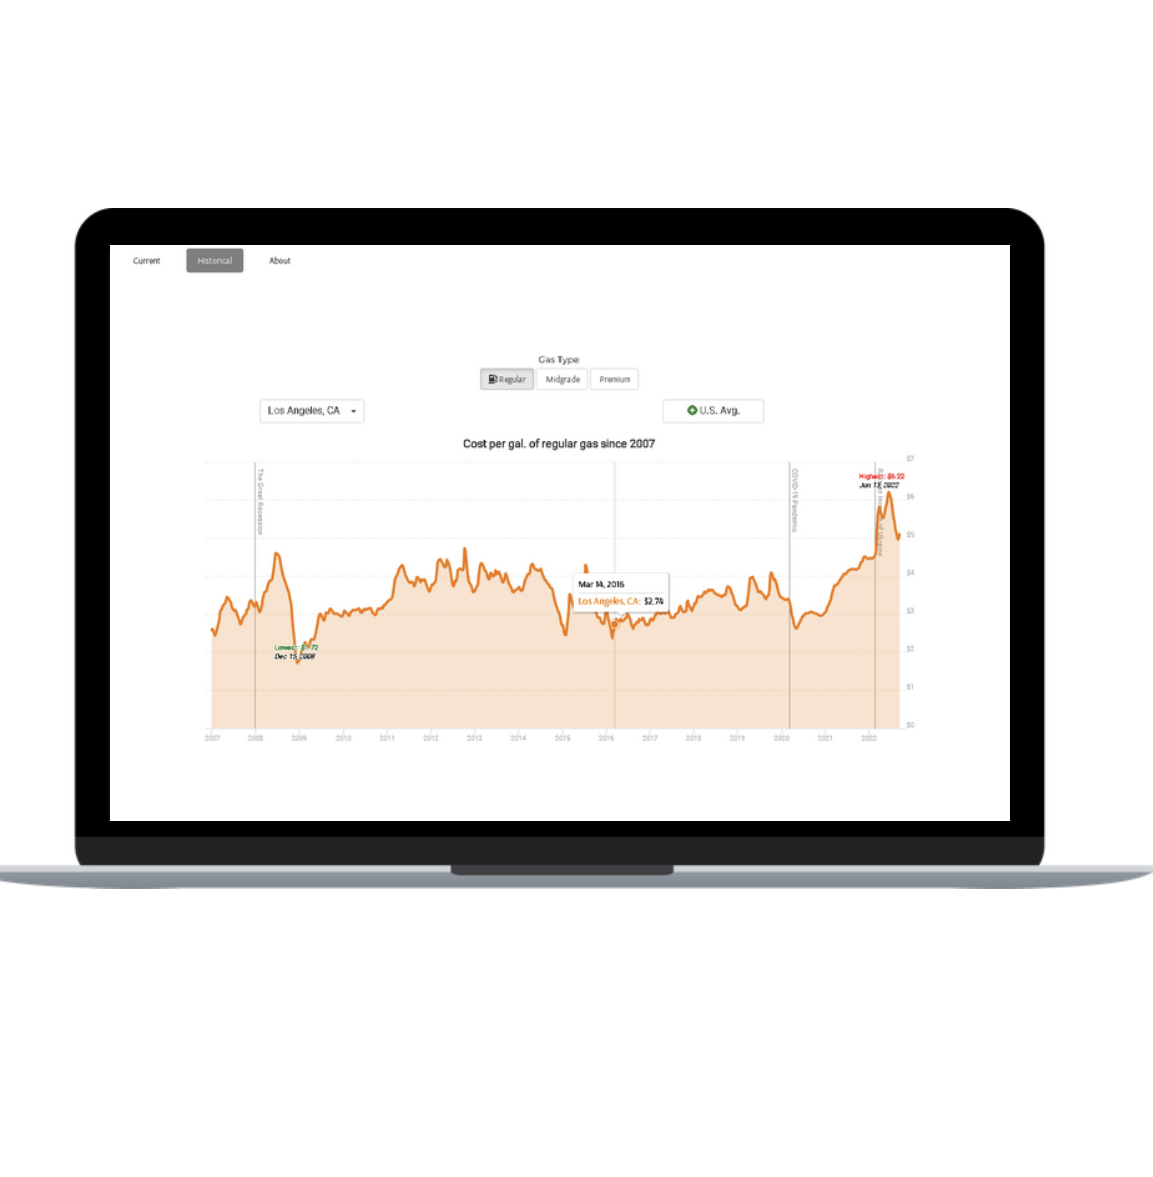 Current Historical About
Gas Type:
Regular Midgrade Premium
Los Angeles, CA U.S. Avg.
Cost per gal. of regular gas since 2007
$7
$6
$5
$4
$3
$2
$1
$0
The Great Recession
COVID-19 Pandemic
of Ukraine
Highest: $6.22
Jun 13, 2022
Mar 14, 2016
Los Angeles, CA: $2.74
Lowest: $1.72
Dec 15, 2008
2007 2008 2009 2010 2011 2012 2013 2014 2015 2016 2017 2018 2019 2020 2021 2022